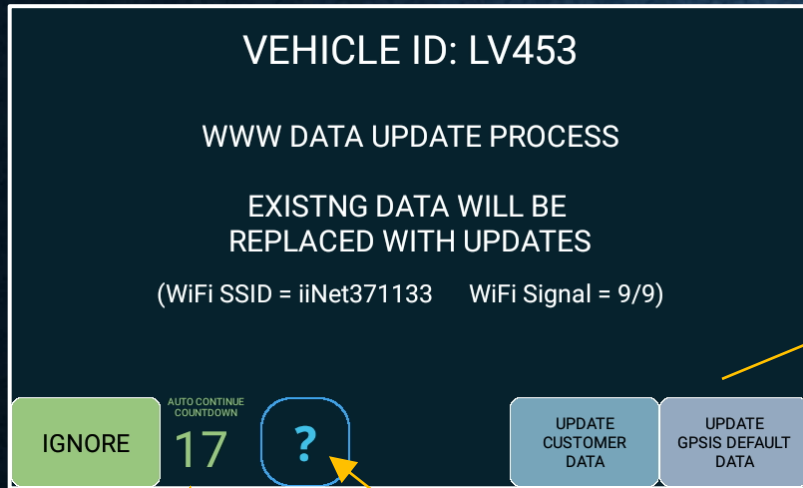 VEHICLE ID: LV453
WWW DATA UPDATE PROCESS
EXISTNG DATA WILL BE
REPLACED WITH UPDATES
(WiFi SSID = iiNet371133 WiFi Signal = 9/9)
IGNORE
AUTO CONTINUE
COUNTDOWN
17
?
UPDATE
CUSTOMER
DATA
UPDATE
GPSIS DEFAULT
DATA